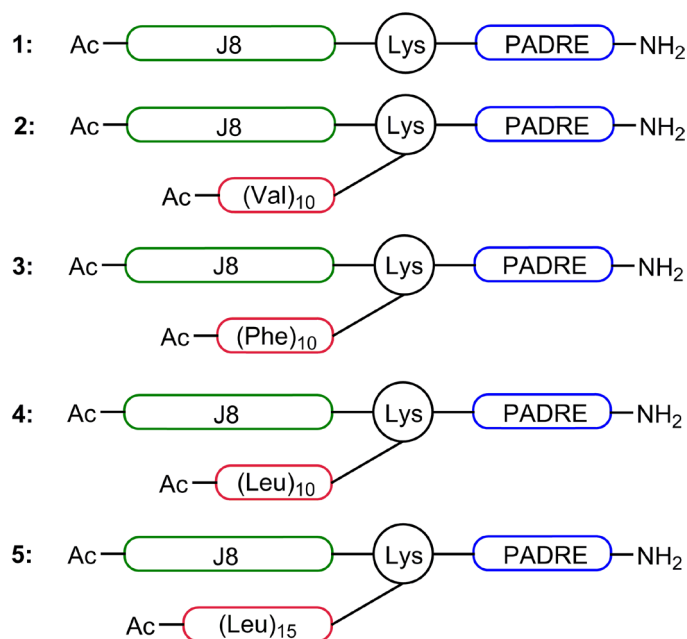 1: Ac J8 Lys PADRE NH₂
2: Ac J8 Lys PADRE NH₂
Ac (Val)₁₀
3: Ac J8 Lys PADRE NH₂
Ac (Phe)₁₀
4: Ac J8 Lys PADRE NH₂
Ac (Leu)₁₀
5: Ac J8 Lys PADRE NH₂
Ac (Leu)₁₅